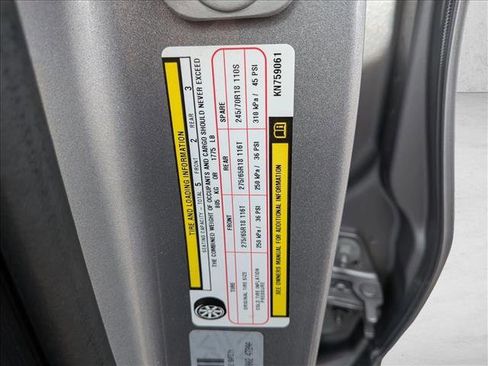 TIRE AND LOADING INFORMATION
SEATING CAPACITY - TOTAL 5 FRONT 2 REAR 3
THE COMBINED WEIGHT OF OCCUPANTS AND CARGO SHOULD NEVER EXCEED
805 KG OR 1775 LB
TIRE FRONT REAR SPARE
ORIGINAL TIRE SIZE 275/65R18 116T 275/65R18 116T 245/70R18 110S
COLD TIRE INFLATION PRESSURE 250 kPa / 36 PSI 250 kPa / 36 PSI 310 kPa / 45 PSI
SEE OWNERS MANUAL FOR ADDITIONAL INFORMATION
KN759061